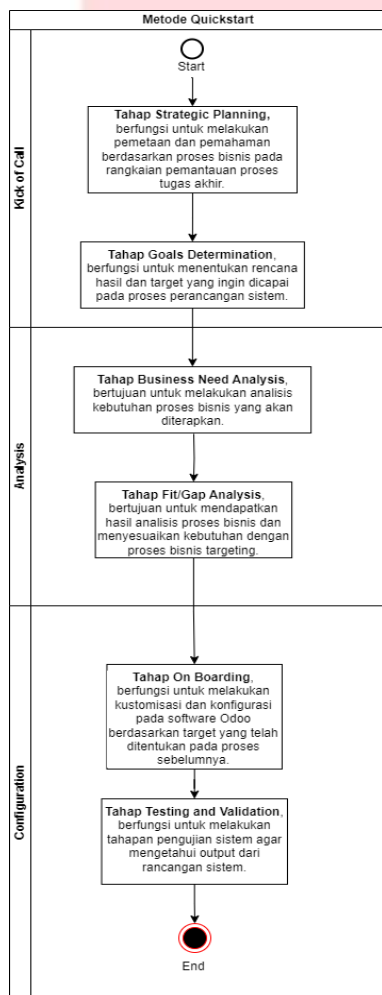 Metode Quickstart
Kick of Call
Start
Tahap Strategic Planning,
berfungsi untuk melakukan
pemetaan dan pemahaman
berdasarkan proses bisnis pada
rangkaian pemantauan proses
tugas akhir.
Tahap Goals Determination,
berfungsi untuk menentukan rencana
hasil dan target yang ingin dicapai
pada proses perancangan sistem.
Analysis
Tahap Business Need Analysis,
bertujuan untuk melakukan analisis
kebutuhan proses bisnis yang akan
diterapkan.
Tahap Fit/Gap Analysis,
bertujuan untuk mendapatkan
hasil analisis proses bisnis dan
menyesuaikan kebutuhan dengan
proses bisnis targeting.
Configuration
Tahap On Boarding,
berfungsi untuk melakukan
kustomisasi dan konfigurasi
pada software Odoo
berdasarkan target yang telah
ditentukan pada proses
sebelumnya.
Tahap Testing and Validation,
berfungsi untuk melakukan
tahapan pengujian sistem agar
mengetahui output dari
rancangan sistem.
End